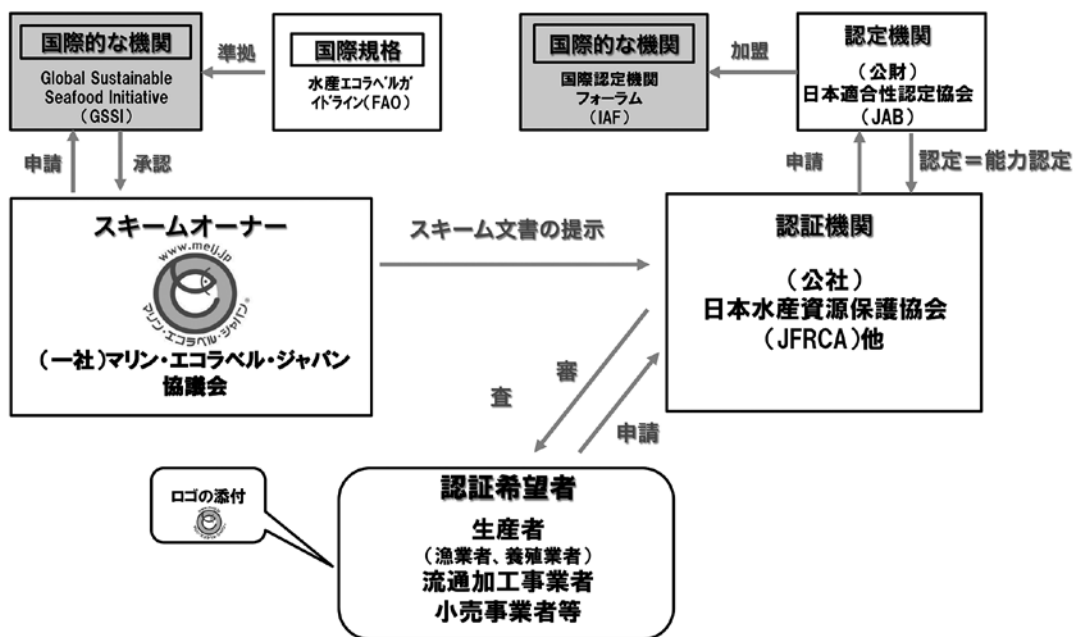 国際的な機関
Global Sustainable
Seafood Initiative
(GSSI)
準拠
国際規格
水産エコラベルガ
イドライン(FAO)
国際的な機関
国際認定機関
フォーラム
(IAF)
加盟
認定機関
(公財)
日本適合性認定協会
(JAB)
申請
承認
申請
認定=能力認定
スキームオーナー
www.melj.jp
マリン・エコラベル・ジャパン®
(一社)マリン・エコラベル・ジャパン
協議会
スキーム文書の提示
認証機関
(公社)
日本水産資源保護協会
(JFRCA)他
審
査
申請
ロゴの添付
認証希望者
生産者
(漁業者、養殖業者)
流通加工事業者
小売事業者等